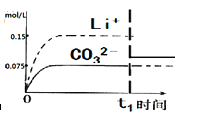 mol/L
Li⁺
0.15
CO₃²⁻
0.075
0 t₁ 时间